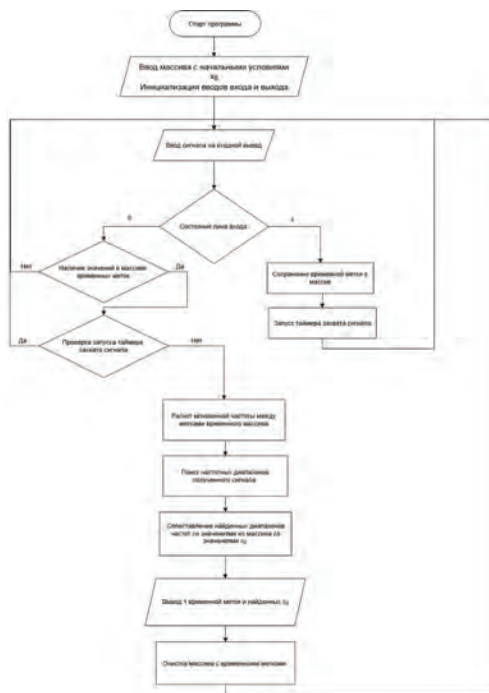 Старт программы
Ввод массива с начальными условиями
x₀
Инициализация вводов входа и выхода
Ввод сигнала на входной вывод
0
Состояние пина входа
1
Нет
Наличие значений в массиве
временных меток
Да
Сохранение временной метки в
массив
Запуск таймера захвата сигнала
Да
Проверка запуска таймера
захвата сигнала
Нет
Расчет мгновенной частоты между
метками временного массива
Поиск частотных диапазонов
полученного сигнала
Сопоставление найденных диапазонов
частот со значениями из массива со
значениями x₀
Вывод 1 временной метки и найденных x₀
Очистка массива с временными метками